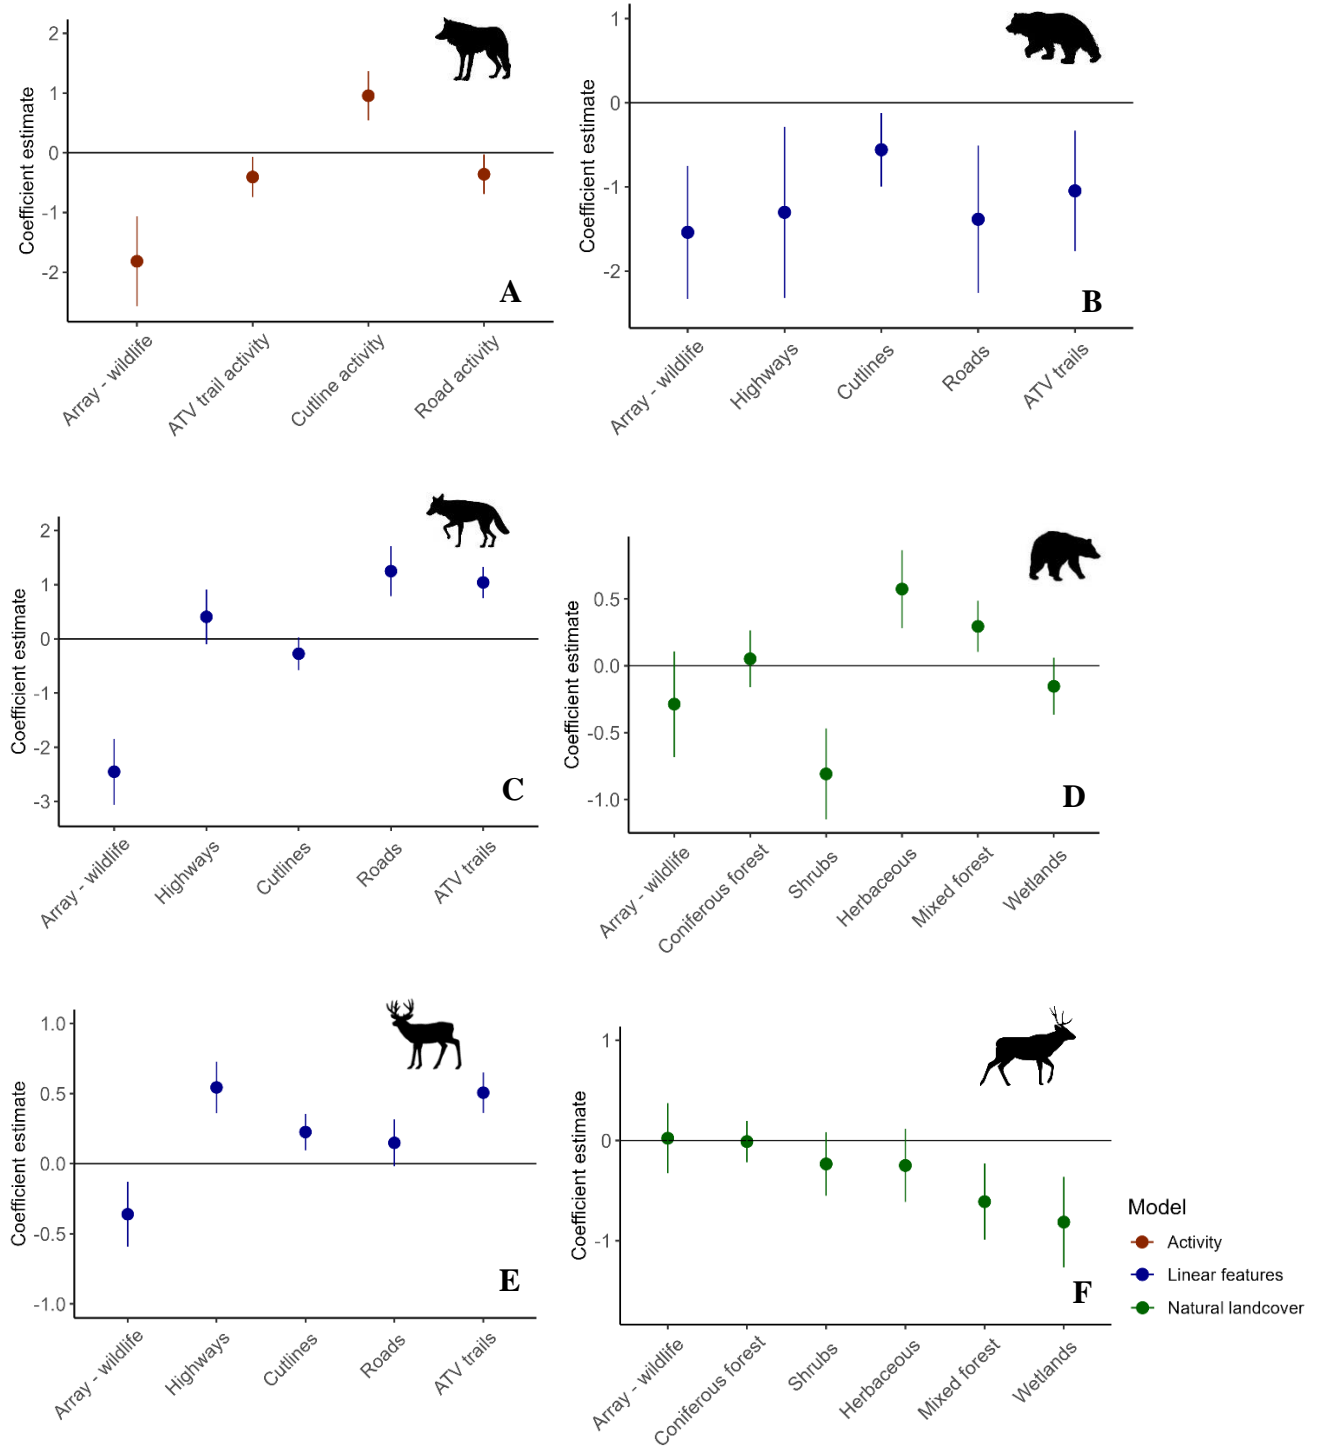 2
1
0
-1
-2
Coefficient estimate
A
Array - wildlife
ATV trail activity
Cutline activity
Road activity
1
0
-1
-2
Coefficient estimate
B
Array - wildlife
Highways
Cutlines
Roads
ATV trails
2
1
0
-1
-2
-3
Coefficient estimate
C
Array - wildlife
Highways
Cutlines
Roads
ATV trails
0.5
0.0
-0.5
-1.0
Coefficient estimate
D
Array - wildlife
Coniferous forest
Shrubs
Herbaceous
Mixed forest
Wetlands
1.0
0.5
0.0
-0.5
-1.0
Coefficient estimate
E
Array - wildlife
Highways
Cutlines
Roads
ATV trails
1
0
-1
Coefficient estimate
F
Array - wildlife
Coniferous forest
Shrubs
Herbaceous
Mixed forest
Wetlands
Model
Activity
Linear features
Natural landcover